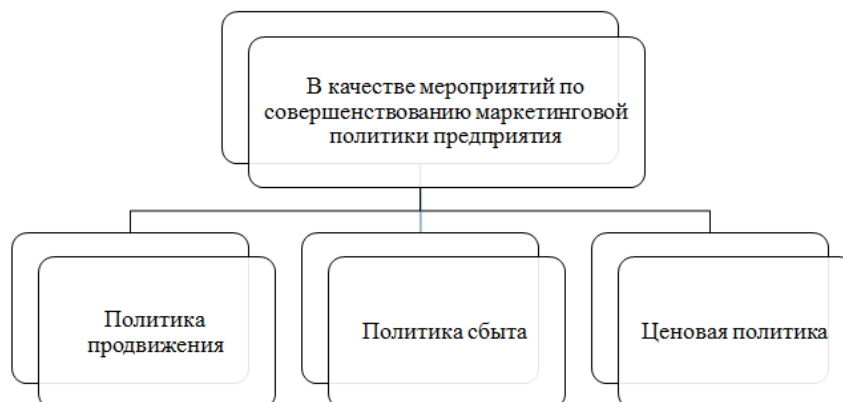 В качестве мероприятий по
совершенствованию маркетинговой
политики предприятия
Политика
продвижения
Политика сбыта
Ценовая политика